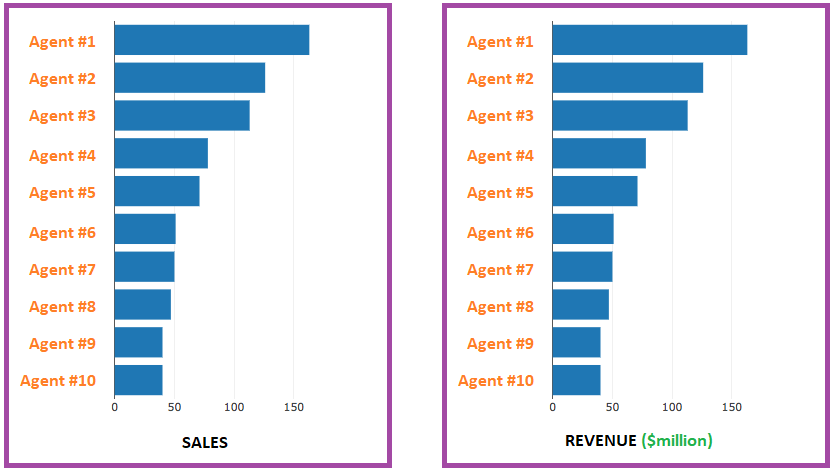 Agent #1
Agent #2
Agent #3
Agent #4
Agent #5
Agent #6
Agent #7
Agent #8
Agent #9
Agent #10
0 50 100 150
SALES
Agent #1
Agent #2
Agent #3
Agent #4
Agent #5
Agent #6
Agent #7
Agent #8
Agent #9
Agent #10
0 50 100 150
REVENUE ($million)